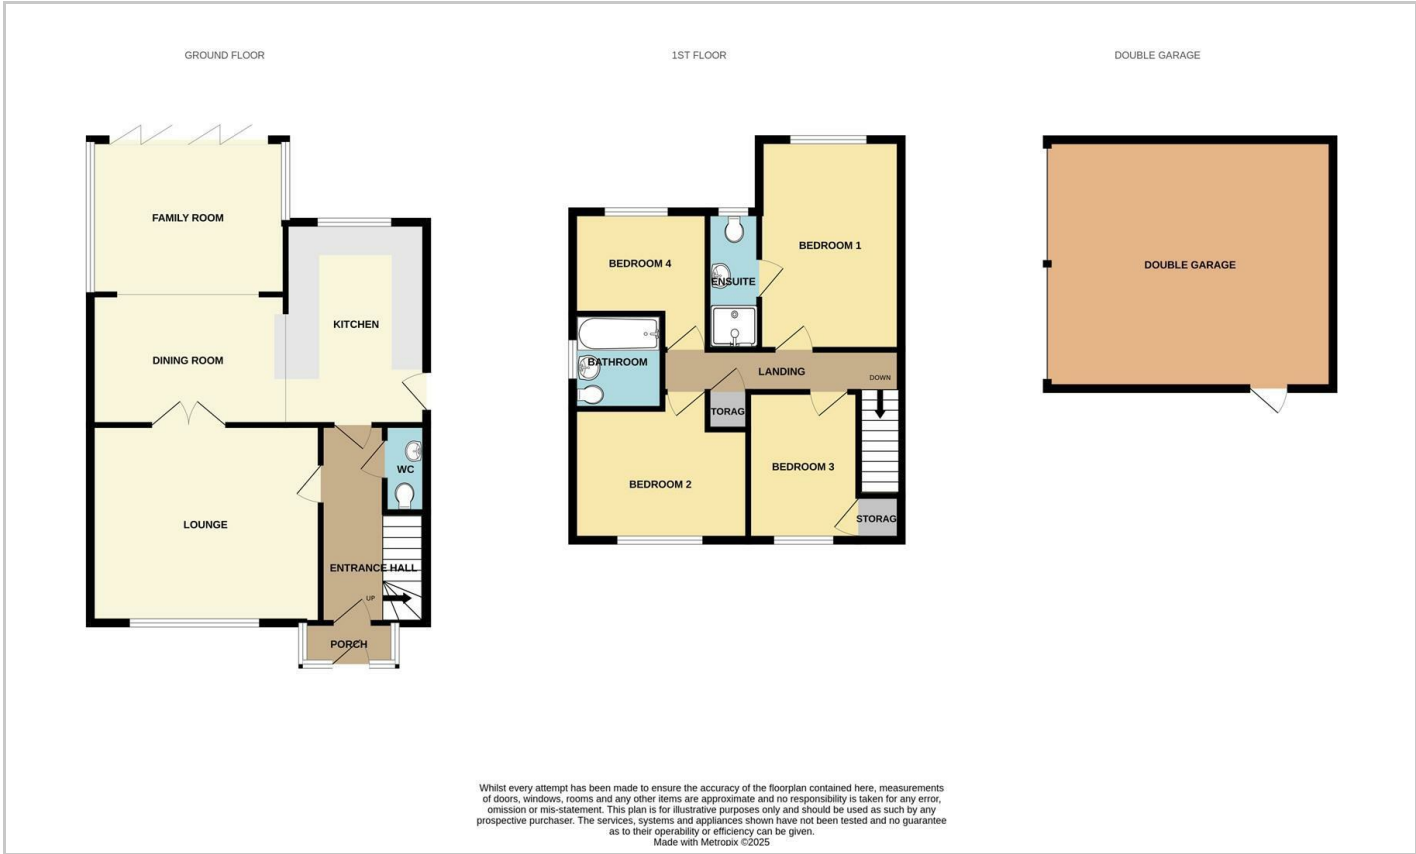 GROUND FLOOR
1ST FLOOR
DOUBLE GARAGE
FAMILY ROOM
KITCHEN
DINING ROOM
LOUNGE
WC
ENTRANCE HALL
UP
PORCH
BEDROOM 4
ENSUITE
BEDROOM 1
BATHROOM
LANDING
DOWN
TORAG
BEDROOM 2
BEDROOM 3
STORAG
DOUBLE GARAGE
Whilst every attempt has been made to ensure the accuracy of the floorplan contained here, measurements
of doors, windows, rooms and any other items are approximate and no responsibility is taken for any error,
omission or mis-statement. This plan is for illustrative purposes only and should be used as such by any
prospective purchaser. The services, systems and appliances shown have not been tested and no guarantee
as to their operability or efficiency can be given.
Made with Metropix ©2025